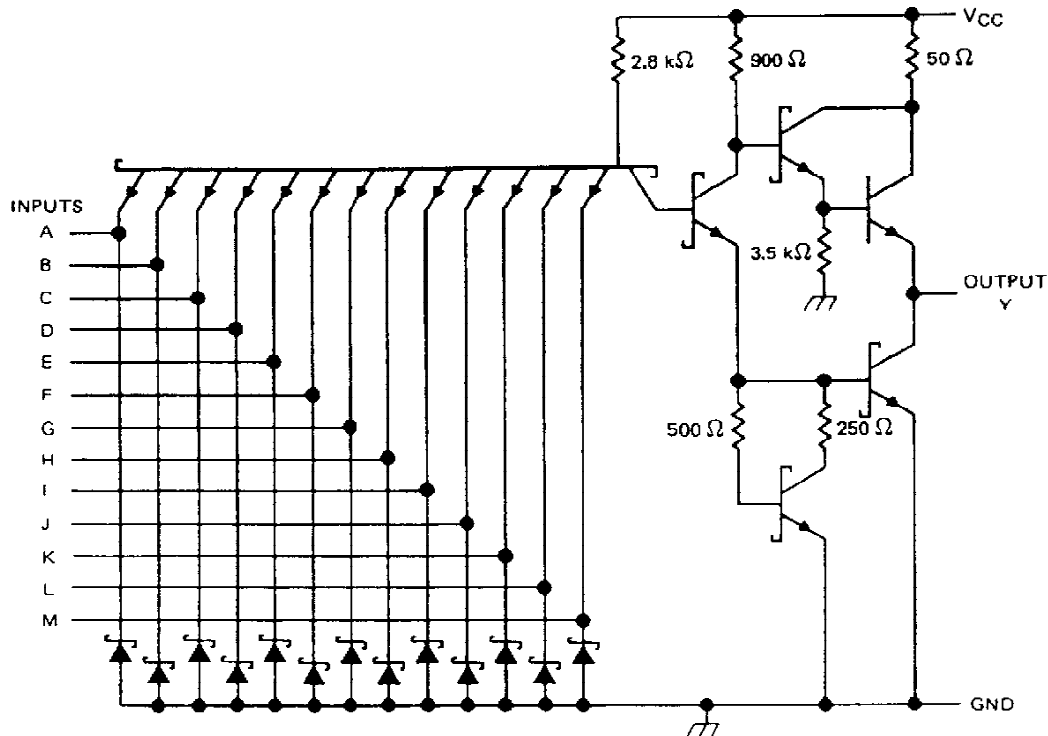 VCC
2.8 kΩ
900 Ω
50 Ω
INPUTS
A
B
C
D
E
F
G
H
I
J
K
L
M
3.5 kΩ
OUTPUT
Y
500 Ω
250 Ω
GND